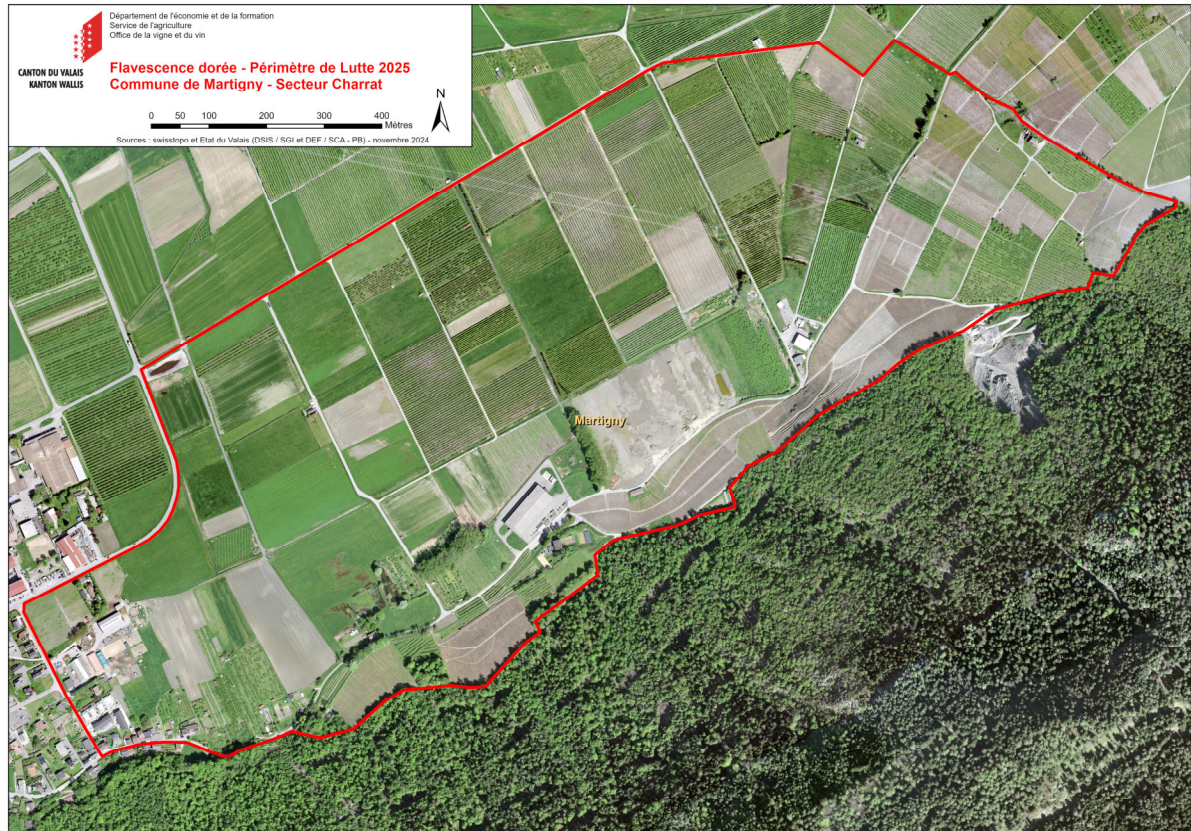 Département de l'économie et de la formation
Service de l'agriculture
Office de la vigne et du vin
CANTON DU VALAIS
KANTON WALLIS
Flavescence dorée - Périmètre de Lutte 2025
Commune de Martigny - Secteur Charrat
N
0 50 100 200 300 400
Mètres
Sources : swisstopo et Etat du Valais (DSIS / SGI et DEF / SCA - PB) - novembre 2024
Martigny